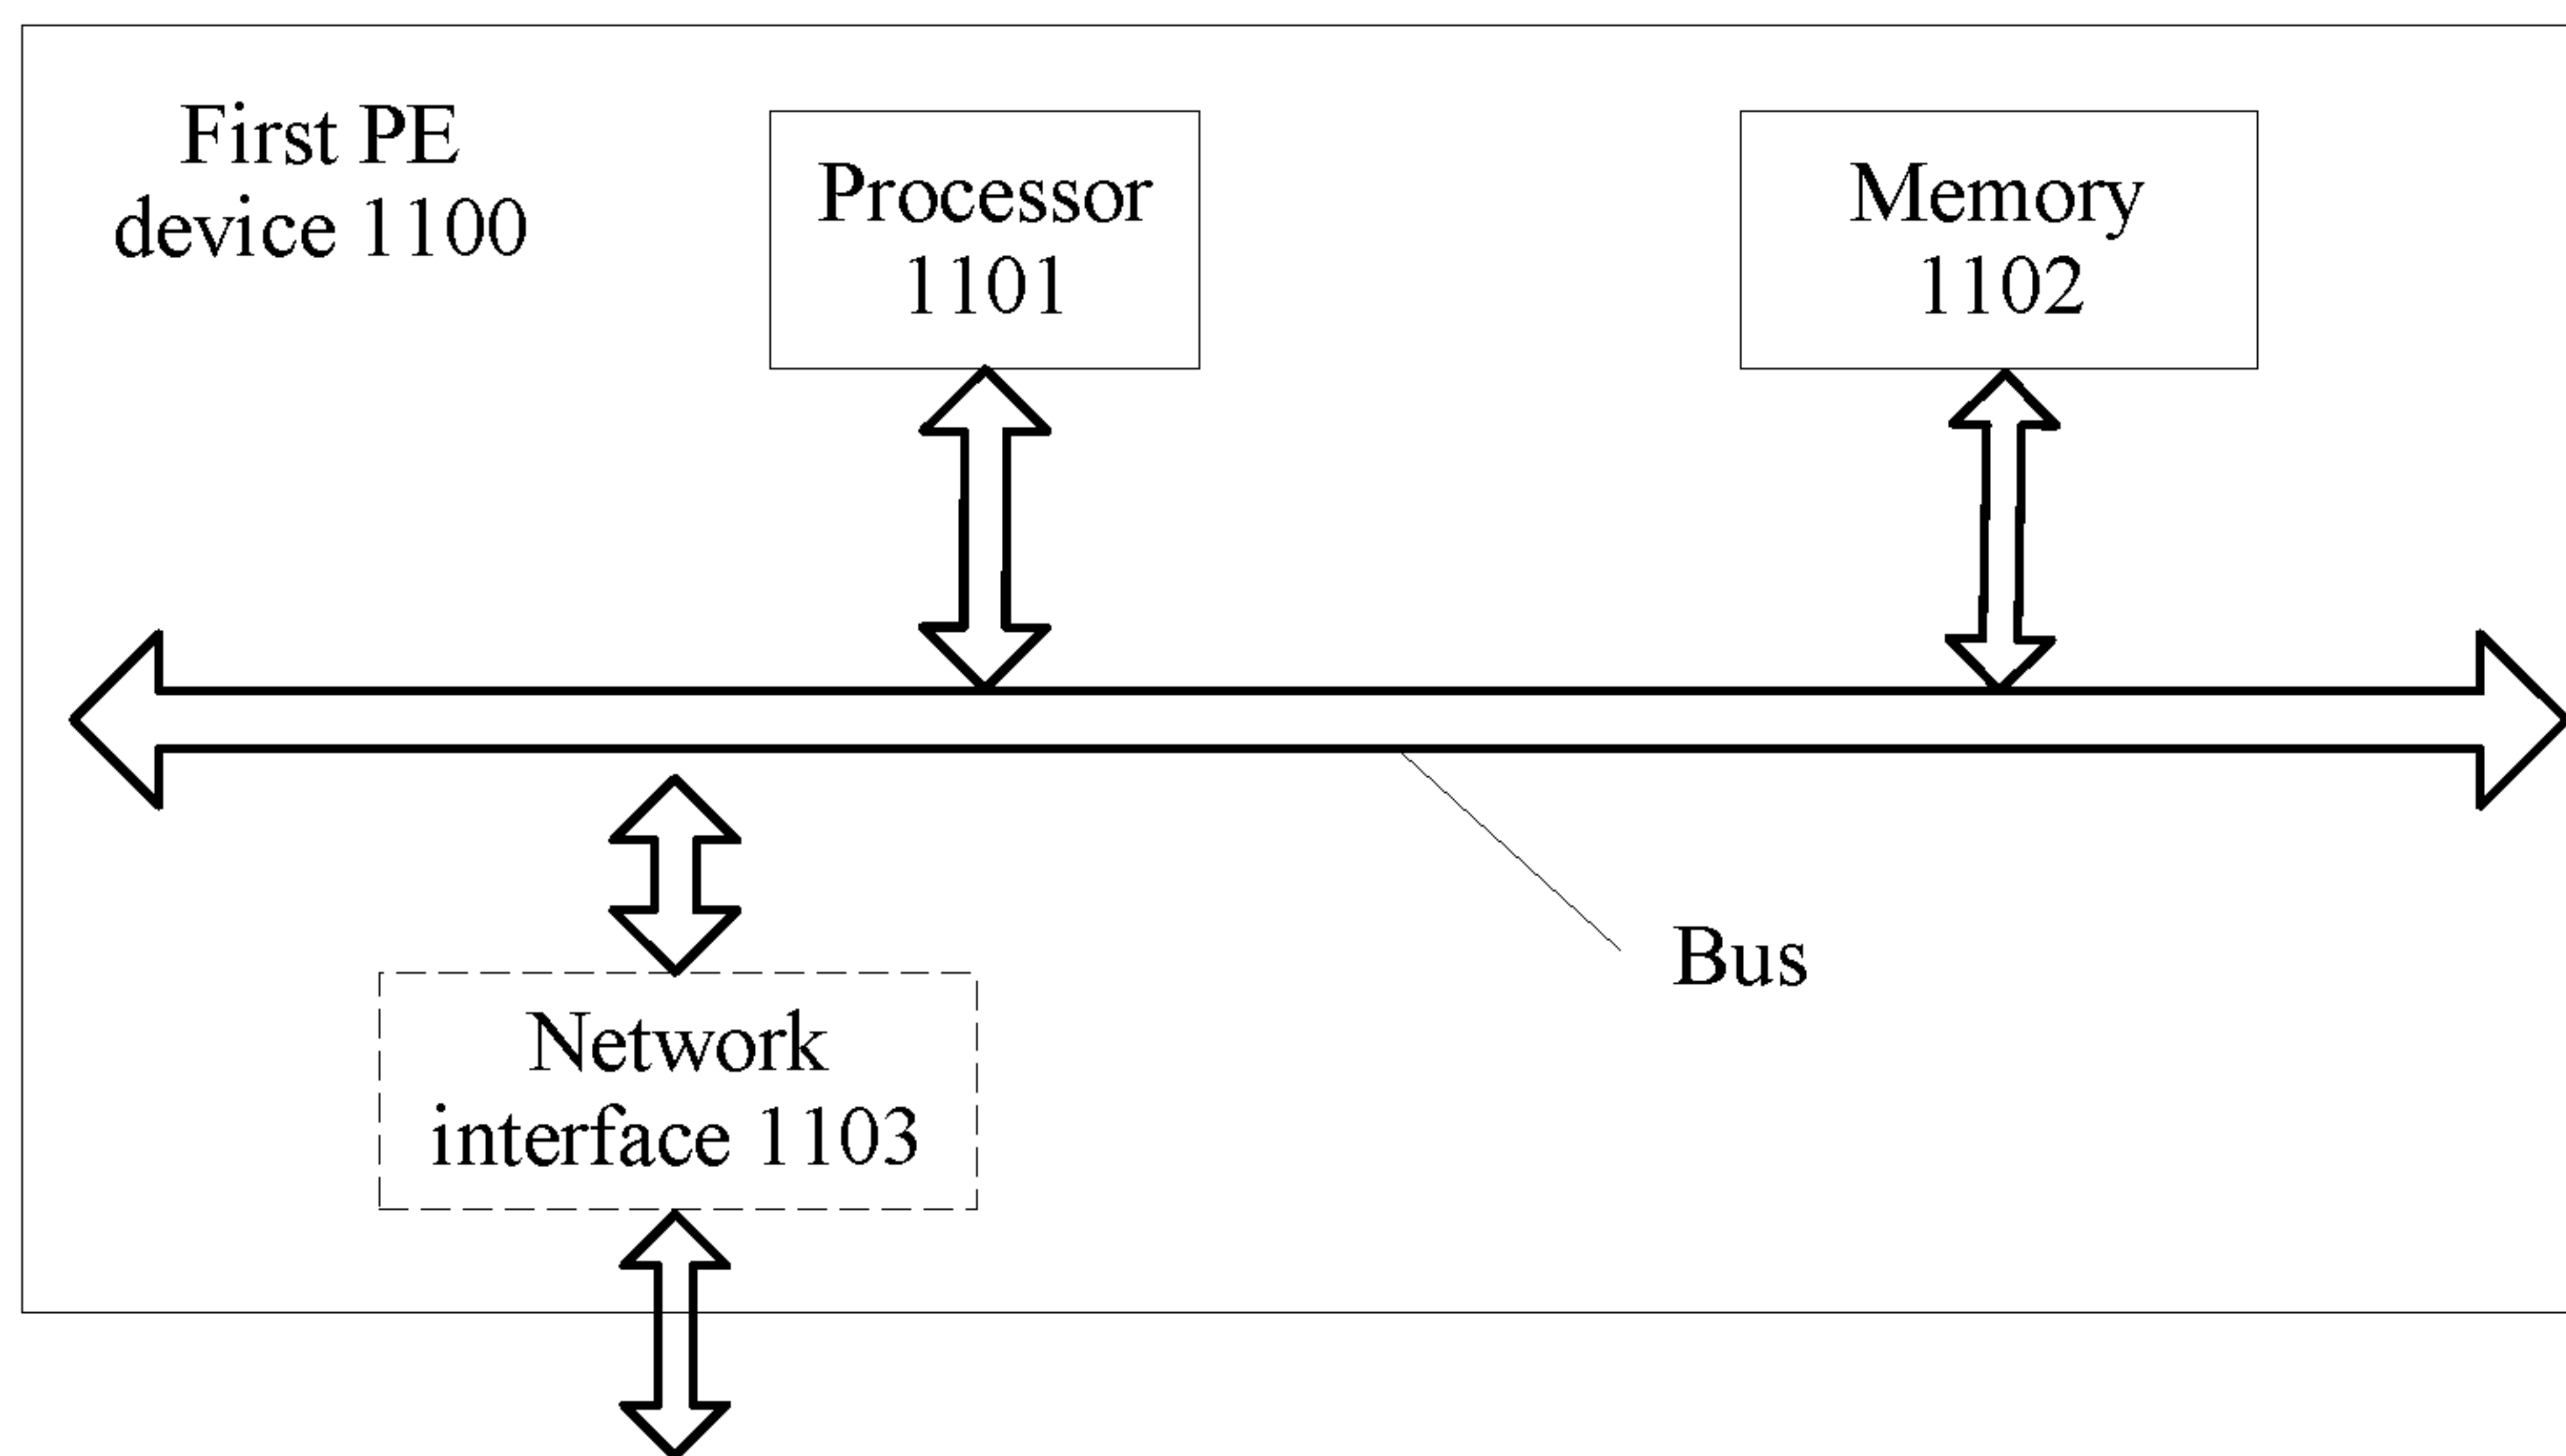 First PE
device 1100
Processor
1101
Memory
1102
Bus
Network
interface 1103